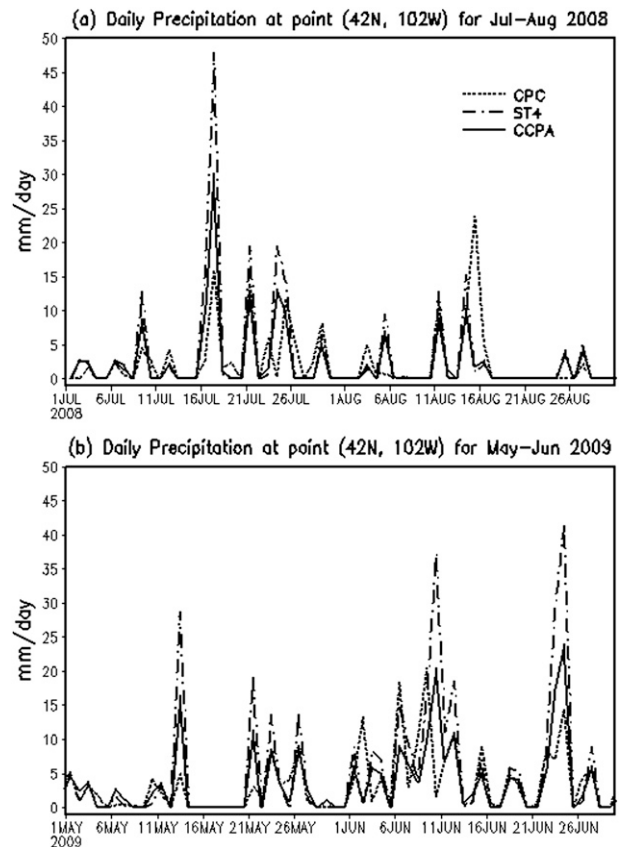 (a) Daily Precipitation at point (42N, 102W) for Jul-Aug 2008
50
45
40
35
30
25
20
15
10
5
0
mm/day
CPC
ST4
CCPA
1JUL 6JUL 11JUL 16JUL 21JUL 26JUL 1AUG 6AUG 11AUG 16AUG 21AUG 26AUG
2008
(b) Daily Precipitation at point (42N, 102W) for May-Jun 2009
50
45
40
35
30
25
20
15
10
5
0
mm/day
1MAY 6MAY 11MAY 16MAY 21MAY 26MAY 1JUN 6JUN 11JUN 16JUN 21JUN 26JUN
2009